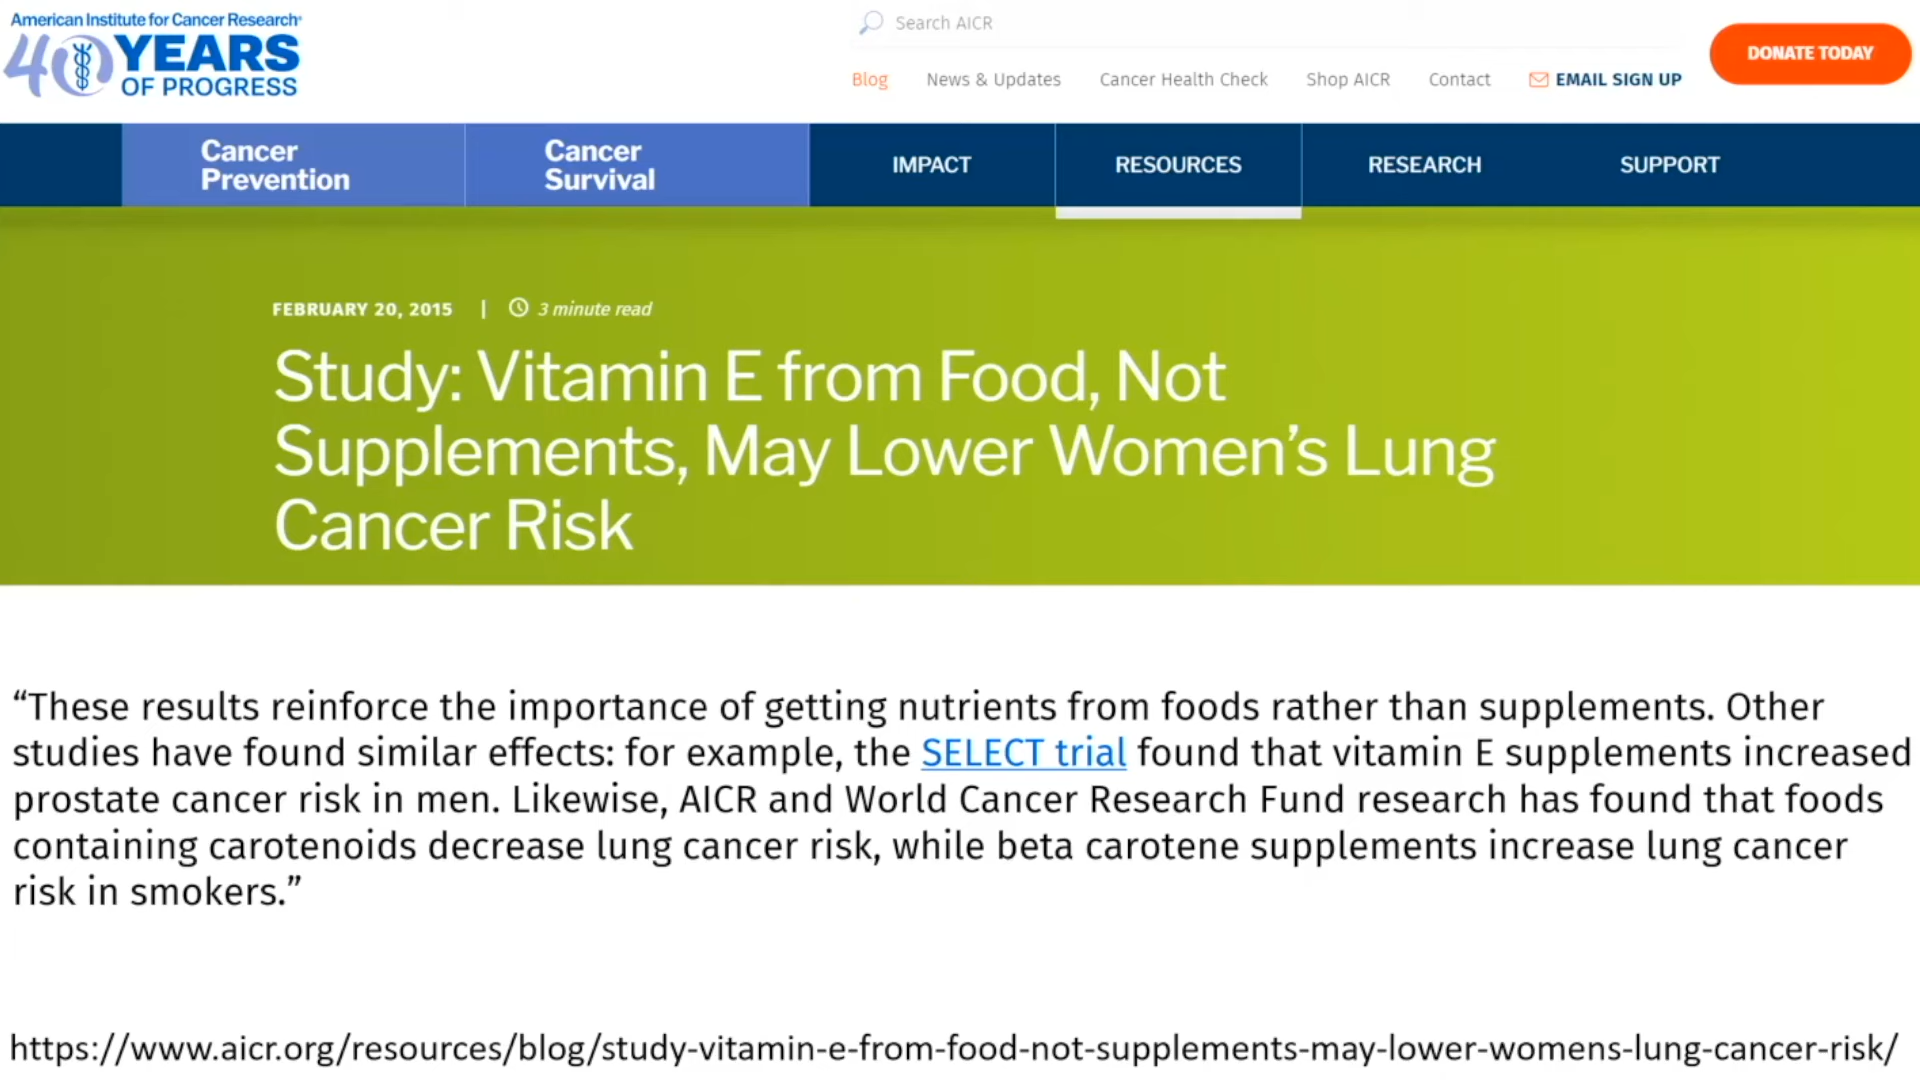 American Institute for Cancer Research®
40 YEARS
OF PROGRESS
Search AICR
DONATE TODAY
Blog
News & Updates
Cancer Health Check
Shop AICR
Contact
EMAIL SIGN UP
Cancer
Prevention
Cancer
Survival
IMPACT
RESOURCES
RESEARCH
SUPPORT
FEBRUARY 20, 2015 | 3 minute read
Study: Vitamin E from Food, Not
Supplements, May Lower Women’s Lung
Cancer Risk
“These results reinforce the importance of getting nutrients from foods rather than supplements. Other
studies have found similar effects: for example, the SELECT trial found that vitamin E supplements increased
prostate cancer risk in men. Likewise, AICR and World Cancer Research Fund research has found that foods
containing carotenoids decrease lung cancer risk, while beta carotene supplements increase lung cancer
risk in smokers.”
https://www.aicr.org/resources/blog/study-vitamin-e-from-food-not-supplements-may-lower-womens-lung-cancer-risk/